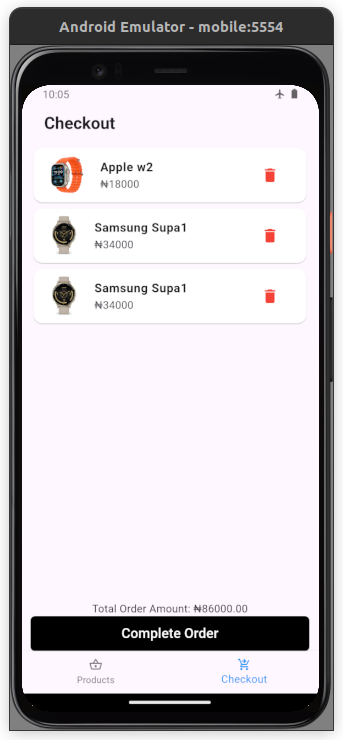 Android Emulator - mobile:5554
10:05
Checkout
Apple w2
₦18000
Samsung Supa1
₦34000
Samsung Supa1
₦34000
Total Order Amount: ₦86000.00
Complete Order
Products
Checkout